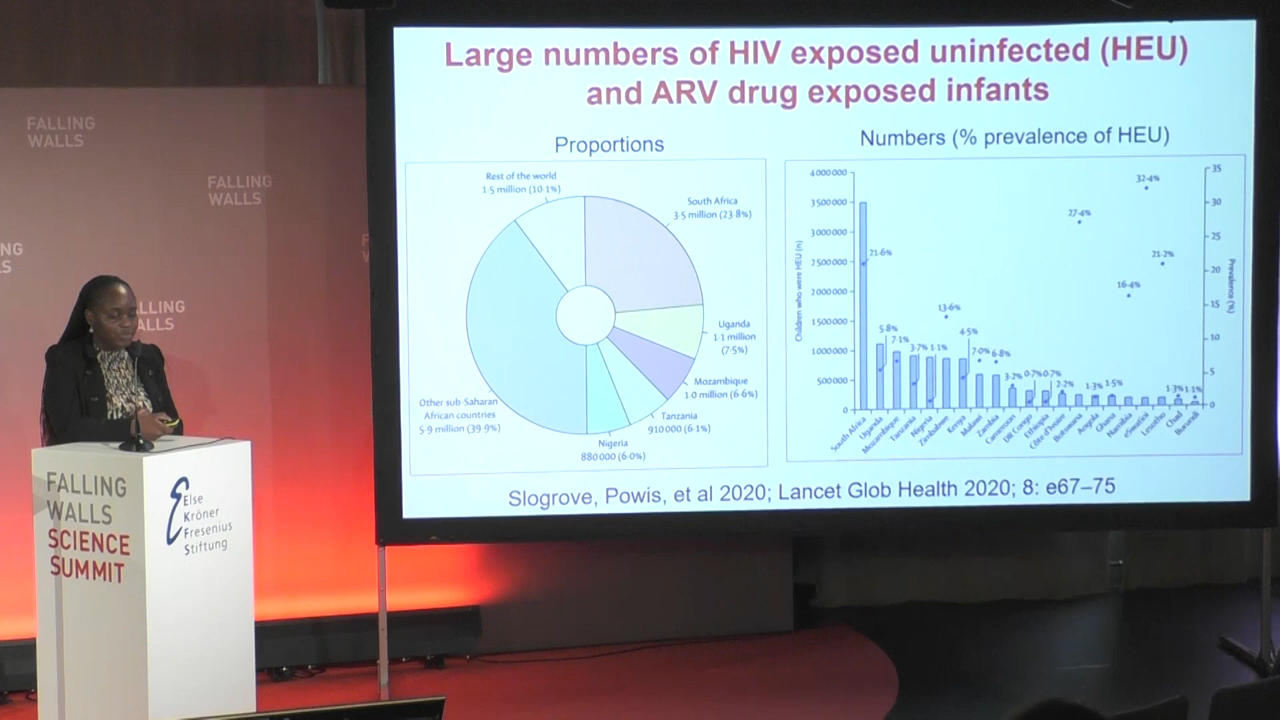 FALLING
WALLS
FALLING
WALLS
NG
S
LLING
ALLS
FALLING
WALLS
SCIENCE
SUMMIT
Else
Kröner
Fresenius
Stiftung
Large numbers of HIV exposed uninfected (HEU)
and ARV drug exposed infants
Proportions
Rest of the world
1·5 million (10·1%)
South Africa
3·5 million (23·8%)
Uganda
1·1 million
(7·5%)
Mozambique
1·0 million (6·6%)
Tanzania
910 000 (6·1%)
Nigeria
880 000 (6·0%)
Other sub-Saharan
African countries
5·9 million (39·9%)
Numbers (% prevalence of HEU)
Children who were HEU (n)
4 000 000
3 500 000
3 000 000
2 500 000
2 000 000
1 500 000
1 000 000
500 000
0
21·6%
5·8%
7·1%
3·7%
1·1%
13·6%
4·5%
7·0%
6·8%
3·2%
0·7%
0·7%
2·2%
27·4%
1·3%
1·5%
16·4%
32·4%
21·2%
1·3%
1·1%
35
30
25
20
15
10
5
0
Prevalence (%)
South Africa
Uganda
Mozambique
Tanzania
Nigeria
Zimbabwe
Kenya
Malawi
Zambia
Cameroon
DR Congo
Ethiopia
Côte d'Ivoire
Botswana
Angola
Ghana
Namibia
eSwatini
Lesotho
Chad
Burundi
Slogrove, Powis, et al 2020; Lancet Glob Health 2020; 8: e67–75